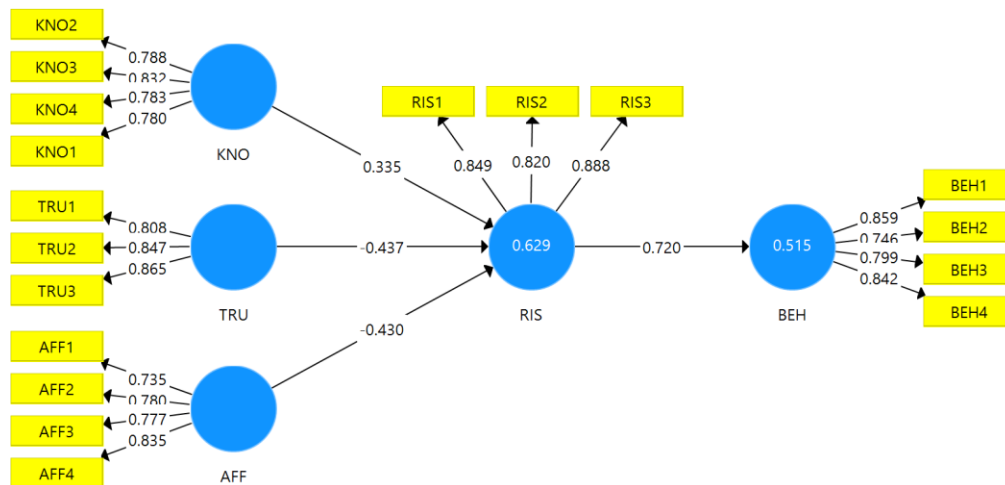 KNO2
KNO3
KNO4
KNO1
0.788
0.832
0.783
0.780
KNO
TRU1
TRU2
TRU3
0.808
0.847
0.865
TRU
AFF1
AFF2
AFF3
AFF4
0.735
0.780
0.777
0.835
AFF
0.335
-0.437
-0.430
RIS1
RIS2
RIS3
0.849
0.820
0.888
0.629
RIS
0.720
0.515
BEH
0.859
0.746
0.799
0.842
BEH1
BEH2
BEH3
BEH4